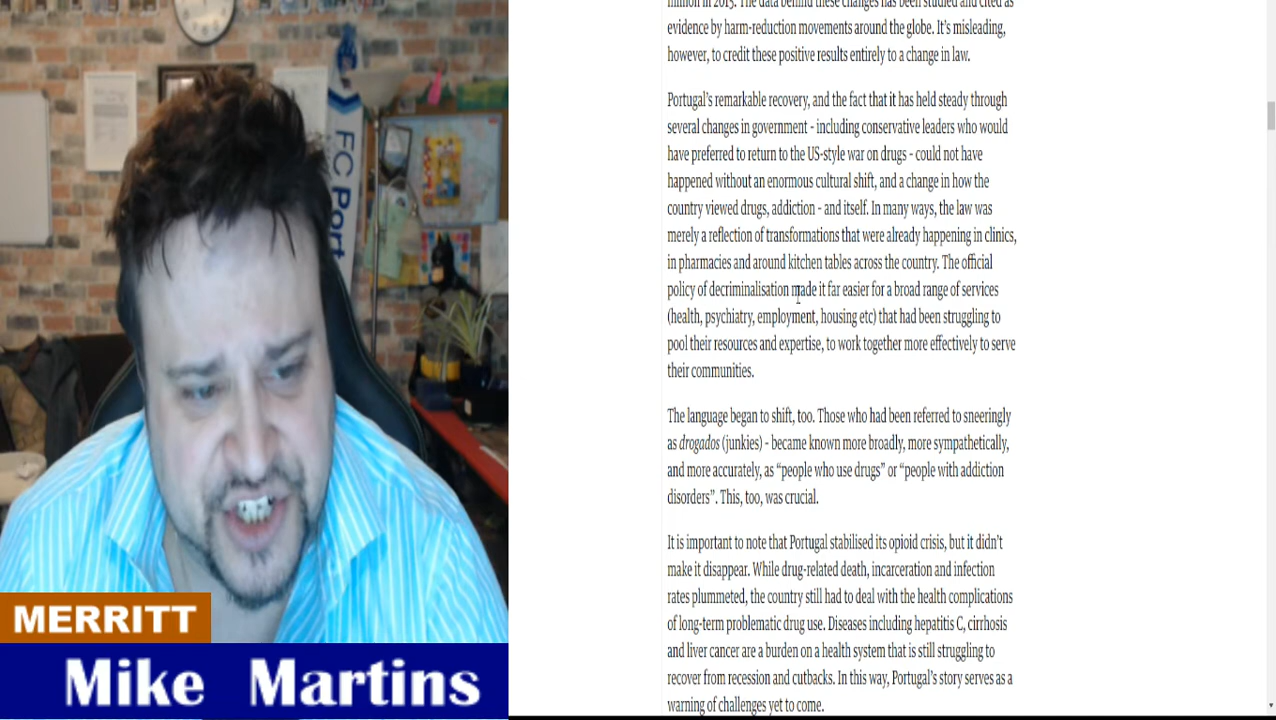 FC Port
MERRITT
Mike Martins
million in 2015. The data behind these changes has been studied and cited as
evidence by harm-reduction movements around the globe. It's misleading,
however, to credit these positive results entirely to a change in law.
Portugal's remarkable recovery, and the fact that it has held steady through
several changes in government - including conservative leaders who would
have preferred to return to the US-style war on drugs - could not have
happened without an enormous cultural shift, and a change in how the
country viewed drugs, addiction - and itself. In many ways, the law was
merely a reflection of transformations that were already happening in clinics,
in pharmacies and around kitchen tables across the country. The official
policy of decriminalisation made it far easier for a broad range of services
(health, psychiatry, employment, housing etc) that had been struggling to
pool their resources and expertise, to work together more effectively to serve
their communities.
The language began to shift, too. Those who had been referred to sneeringly
as drogados (junkies) - became known more broadly, more sympathetically,
and more accurately, as “people who use drugs” or “people with addiction
disorders”. This, too, was crucial.
It is important to note that Portugal stabilised its opioid crisis, but it didn't
make it disappear. While drug-related death, incarceration and infection
rates plummeted, the country still had to deal with the health complications
of long-term problematic drug use. Diseases including hepatitis C, cirrhosis
and liver cancer are a burden on a health system that is still struggling to
recover from recession and cutbacks. In this way, Portugal's story serves as a
warning of challenges yet to come.